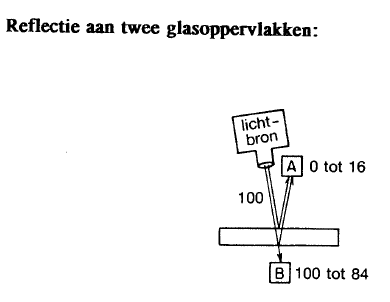 Reflectie aan twee glasoppervlakken:
licht-
bron
A 0 tot 16
100
B 100 tot 84